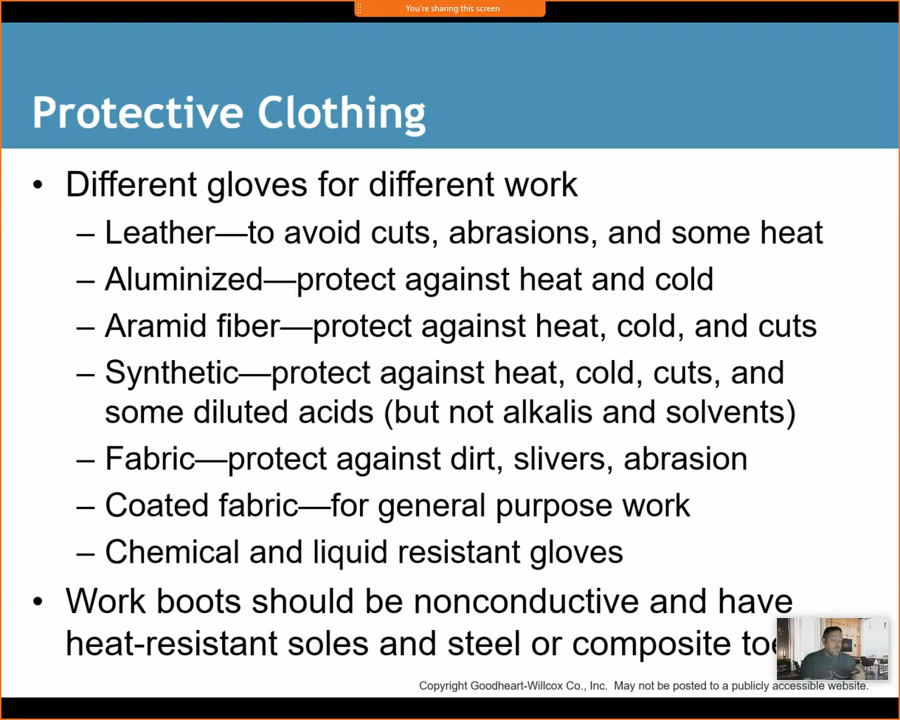 You're sharing this screen
Protective Clothing
• Different gloves for different work
– Leather—to avoid cuts, abrasions, and some heat
– Aluminized—protect against heat and cold
– Aramid fiber—protect against heat, cold, and cuts
– Synthetic—protect against heat, cold, cuts, and
some diluted acids (but not alkalis and solvents)
– Fabric—protect against dirt, slivers, abrasion
– Coated fabric—for general purpose work
– Chemical and liquid resistant gloves
• Work boots should be nonconductive and have
heat-resistant soles and steel or composite
Copyright Goodheart-Willcox Co., Inc. May not be posted to a publicly accessible website.